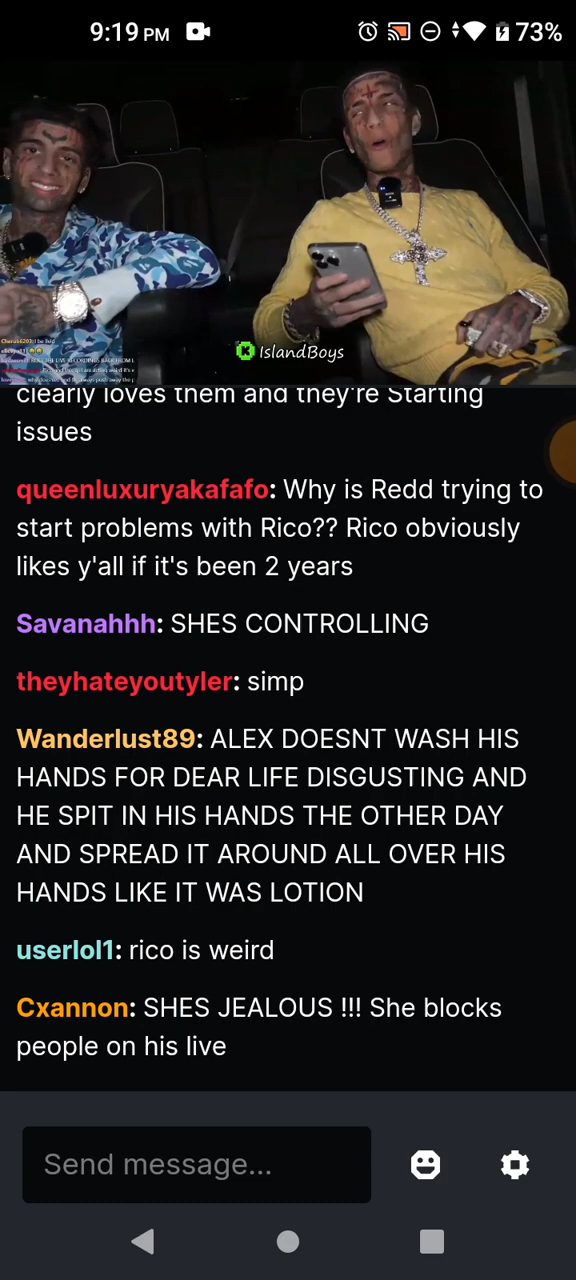 9:19 PM
73%
IslandBoys
clearly loves them and they're Starting
issues
queenluxuryakafafo: Why is Redd trying to
start problems with Rico?? Rico obviously
likes y'all if it's been 2 years
Savanahhh: SHES CONTROLLING
theyhateyoutyler: simp
Wanderlust89: ALEX DOESNT WASH HIS
HANDS FOR DEAR LIFE DISGUSTING AND
HE SPIT IN HIS HANDS THE OTHER DAY
AND SPREAD IT AROUND ALL OVER HIS
HANDS LIKE IT WAS LOTION
userlol1: rico is weird
Cxannon: SHES JEALOUS !!! She blocks
people on his live
Send message...